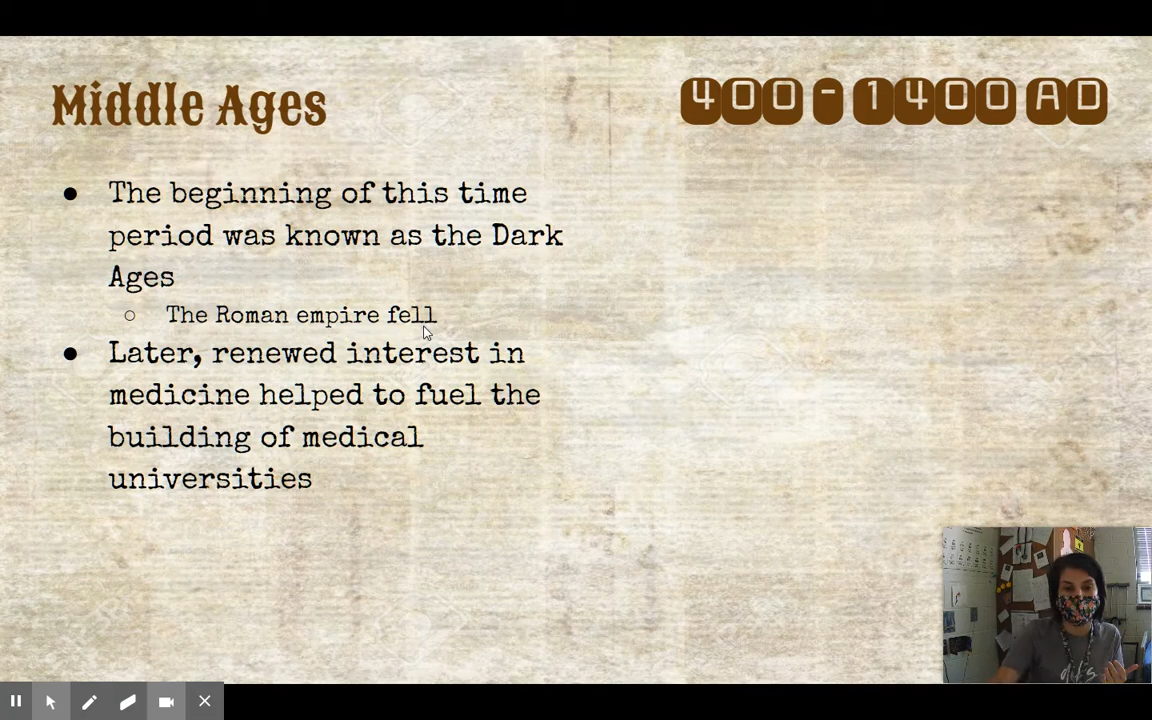 Middle Ages
400 - 1400 AD
● The beginning of this time
period was known as the Dark
Ages
○ The Roman empire fell
● Later, renewed interest in
medicine helped to fuel the
building of medical
universities